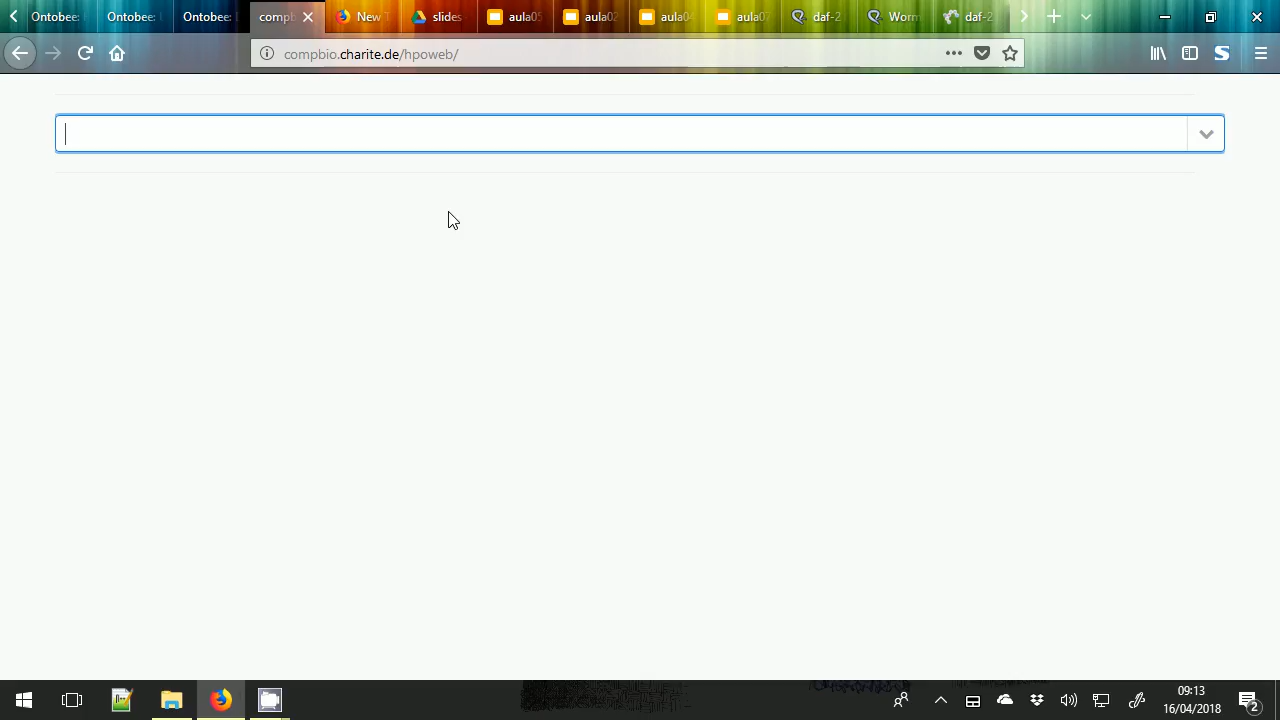 Ontobee:
Ontobee: I
Ontobee: I
compb
New T
slides
aula05
aula02
aula04
aula07
daf-2
Worm
daf-2
compbio.charite.de/hpoweb/
09:13
16/04/2018
2